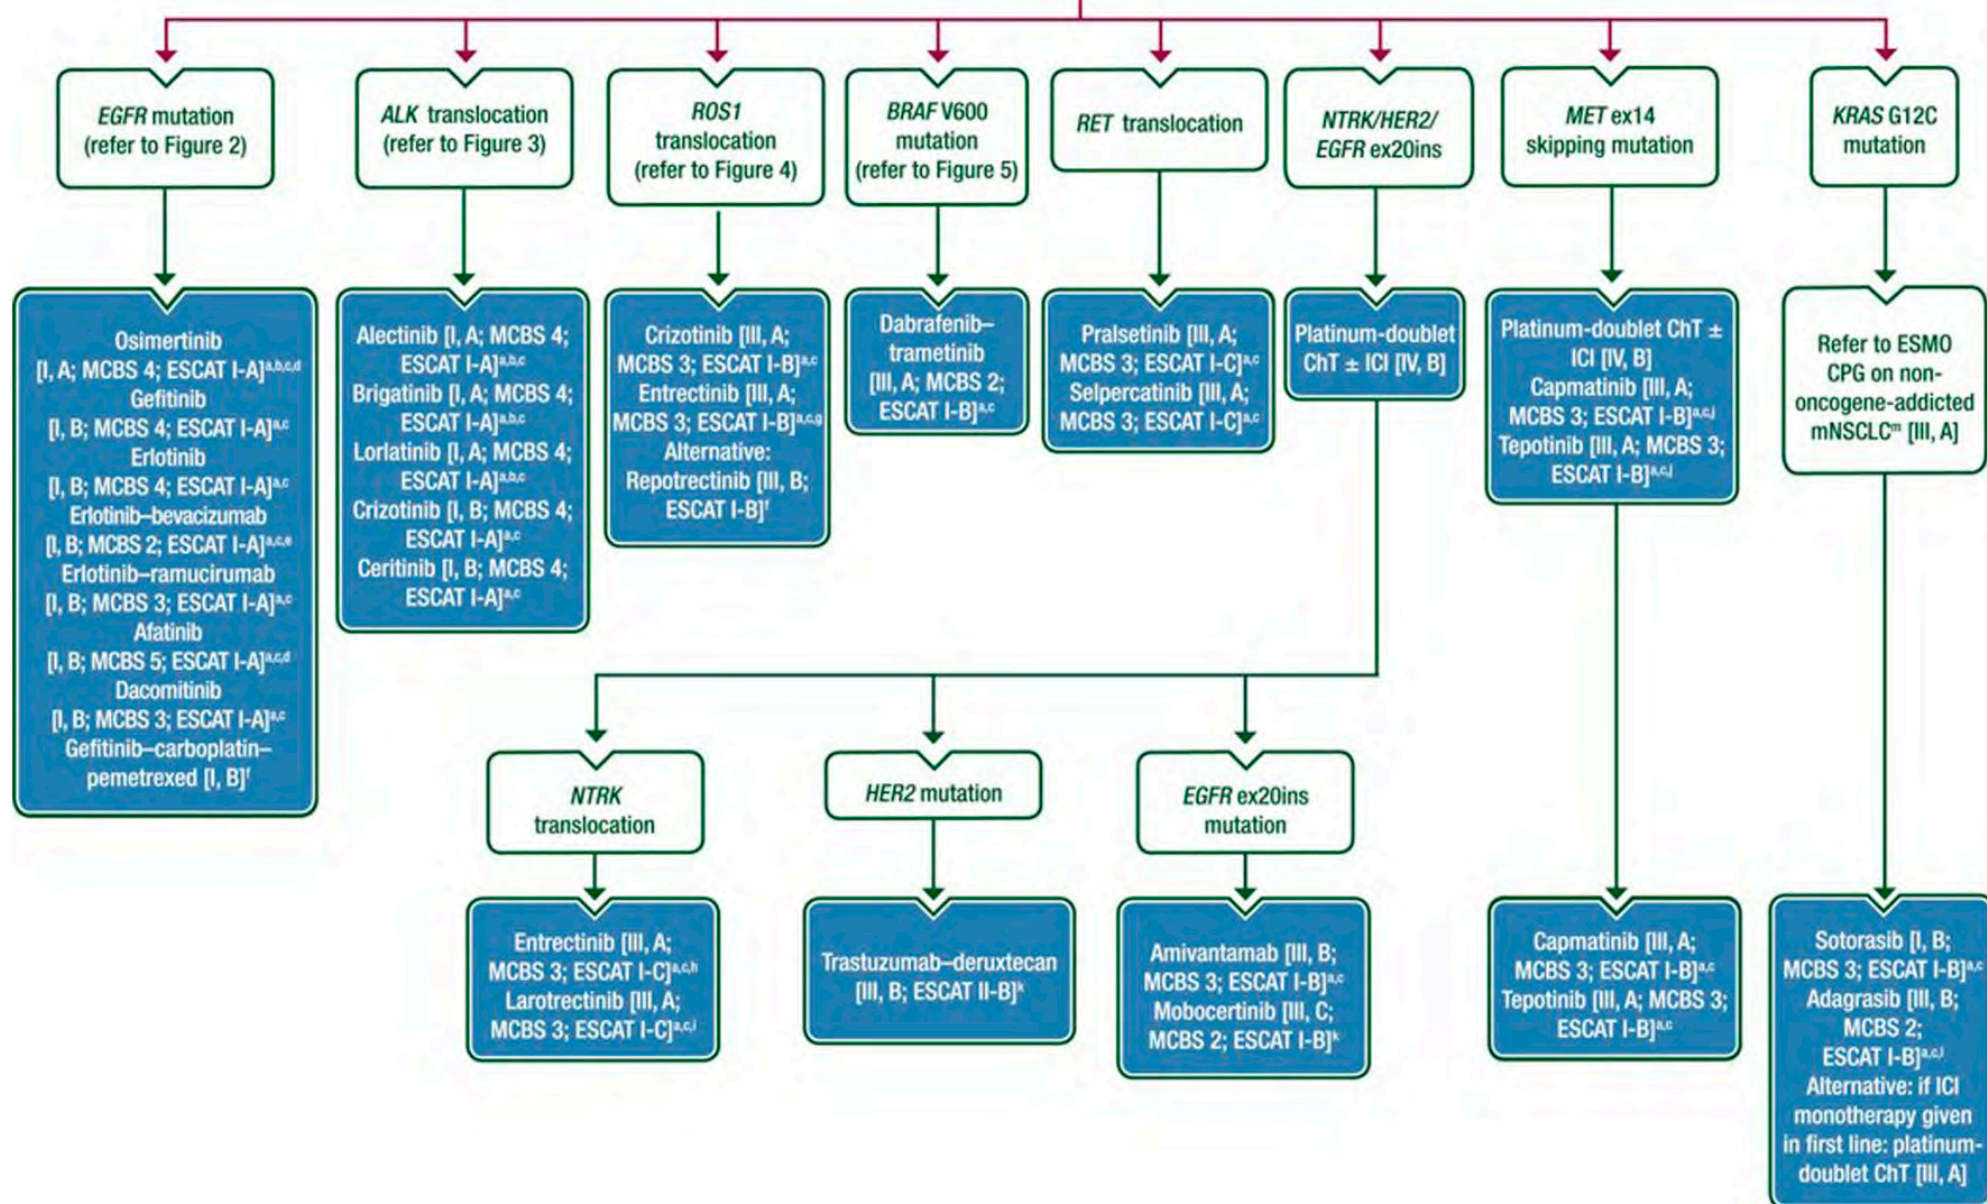 EGFR mutation
(refer to Figure 2)
ALK translocation
(refer to Figure 3)
ROS1
translocation
(refer to Figure 4)
BRAF V600
mutation
(refer to Figure 5)
RET translocation
NTRK/HER2/
EGFR ex20ins
MET ex14
skipping mutation
KRAS G12C
mutation
Osimertinib
[I, A; MCBS 4; ESCAT I-A]a,b,c,d
Gefitinib
[I, B; MCBS 4; ESCAT I-A]a,c
Erlotinib
[I, B; MCBS 4; ESCAT I-A]a,c
Erlotinib–bevacizumab
[I, B; MCBS 2; ESCAT I-A]a,c,e
Erlotinib–ramucirumab
[I, B; MCBS 3; ESCAT I-A]a,c
Afatinib
[I, B; MCBS 5; ESCAT I-A]a,c,d
Dacomitinib
[I, B; MCBS 3; ESCAT I-A]a,c
Gefitinib–carboplatin–
pemetrexed [I, B]f
Alectinib [I, A; MCBS 4;
ESCAT I-A]a,b,c
Brigatinib [I, A; MCBS 4;
ESCAT I-A]a,b,c
Lorlatinib [I, A; MCBS 4;
ESCAT I-A]a,b,c
Crizotinib [I, B; MCBS 4;
ESCAT I-A]a,c
Ceritinib [I, B; MCBS 4;
ESCAT I-A]a,c
Crizotinib [III, A;
MCBS 3; ESCAT I-B]a,c
Entrectinib [III, A;
MCBS 3; ESCAT I-B]a,c,g
Alternative:
Repotrectinib [III, B;
ESCAT I-B]f
Dabrafenib–
trametinib
[III, A; MCBS 2;
ESCAT I-B]a,c
Pralsetinib [III, A;
MCBS 3; ESCAT I-C]a,c
Selpercatinib [III, A;
MCBS 3; ESCAT I-C]a,c
Platinum-doublet
ChT ± ICI [IV, B]
Platinum-doublet ChT ±
ICI [IV, B]
Capmatinib [III, A;
MCBS 3; ESCAT I-B]a,c,j
Tepotinib [III, A; MCBS 3;
ESCAT I-B]a,c,j
Refer to ESMO
CPG on non-
oncogene-addicted
mNSCLCm [III, A]
NTRK
translocation
HER2 mutation
EGFR ex20ins
mutation
Entrectinib [III, A;
MCBS 3; ESCAT I-C]a,c,h
Larotrectinib [III, A;
MCBS 3; ESCAT I-C]a,c,i
Trastuzumab–deruxtecan
[III, B; ESCAT II-B]k
Amivantamab [III, B;
MCBS 3; ESCAT I-B]a,c
Mobocertinib [III, C;
MCBS 2; ESCAT I-B]k
Capmatinib [III, A;
MCBS 3; ESCAT I-B]a,c
Tepotinib [III, A; MCBS 3;
ESCAT I-B]a,c
Sotorasib [I, B;
MCBS 3; ESCAT I-B]a,c
Adagrasib [III, B;
MCBS 2;
ESCAT I-B]a,c,l
Alternative: if ICI
monotherapy given
in first line: platinum-
doublet ChT [III, A]